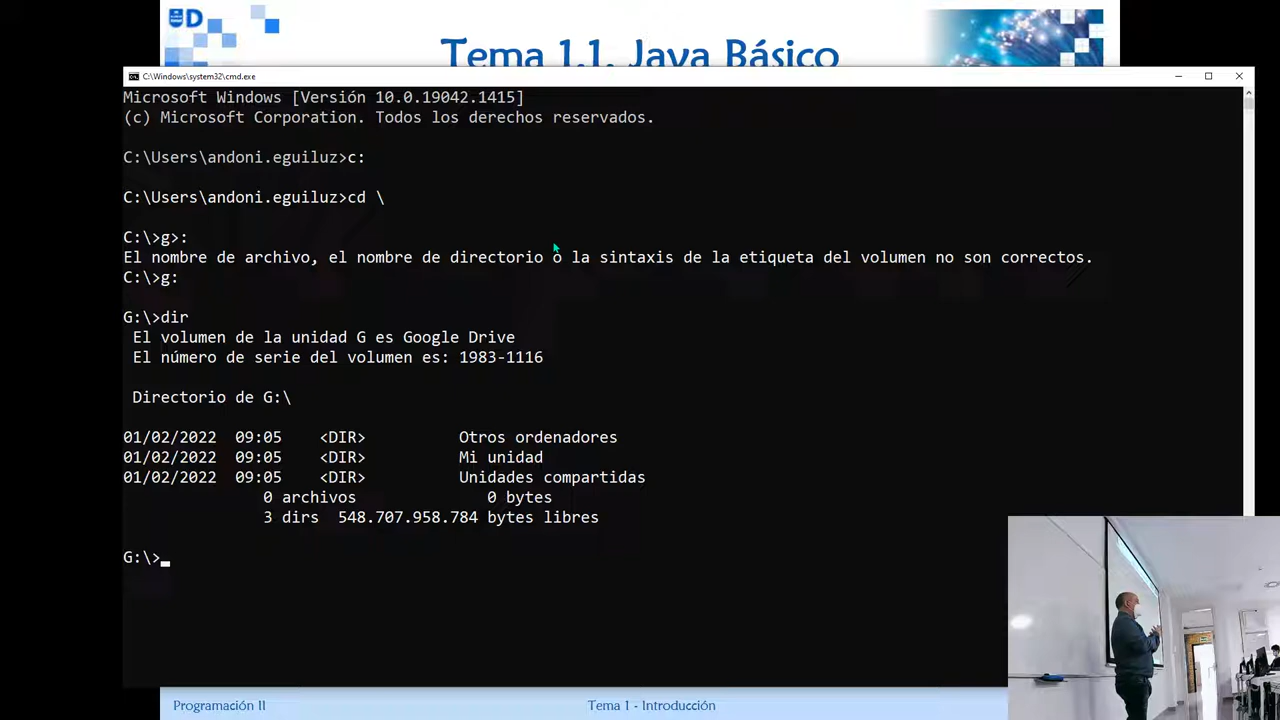 D
Tema 1.1. Java Básico
C:\Windows\system32\cmd.exe
Microsoft Windows [Versión 10.0.19042.1415]
(c) Microsoft Corporation. Todos los derechos reservados.
C:\Users\andoni.eguiluz>c:
C:\Users\andoni.eguiluz>cd \
C:\>g>:
El nombre de archivo, el nombre de directorio o la sintaxis de la etiqueta del volumen no son correctos.
C:\>g:
G:\>dir
El volumen de la unidad G es Google Drive
El número de serie del volumen es: 1983-1116
Directorio de G:\
01/02/2022  09:05    <DIR>          Otros ordenadores
01/02/2022  09:05    <DIR>          Mi unidad
01/02/2022  09:05    <DIR>          Unidades compartidas
0 archivos              0 bytes
3 dirs  548.707.958.784 bytes libres
G:\>
Programación II
Tema 1 - Introducción